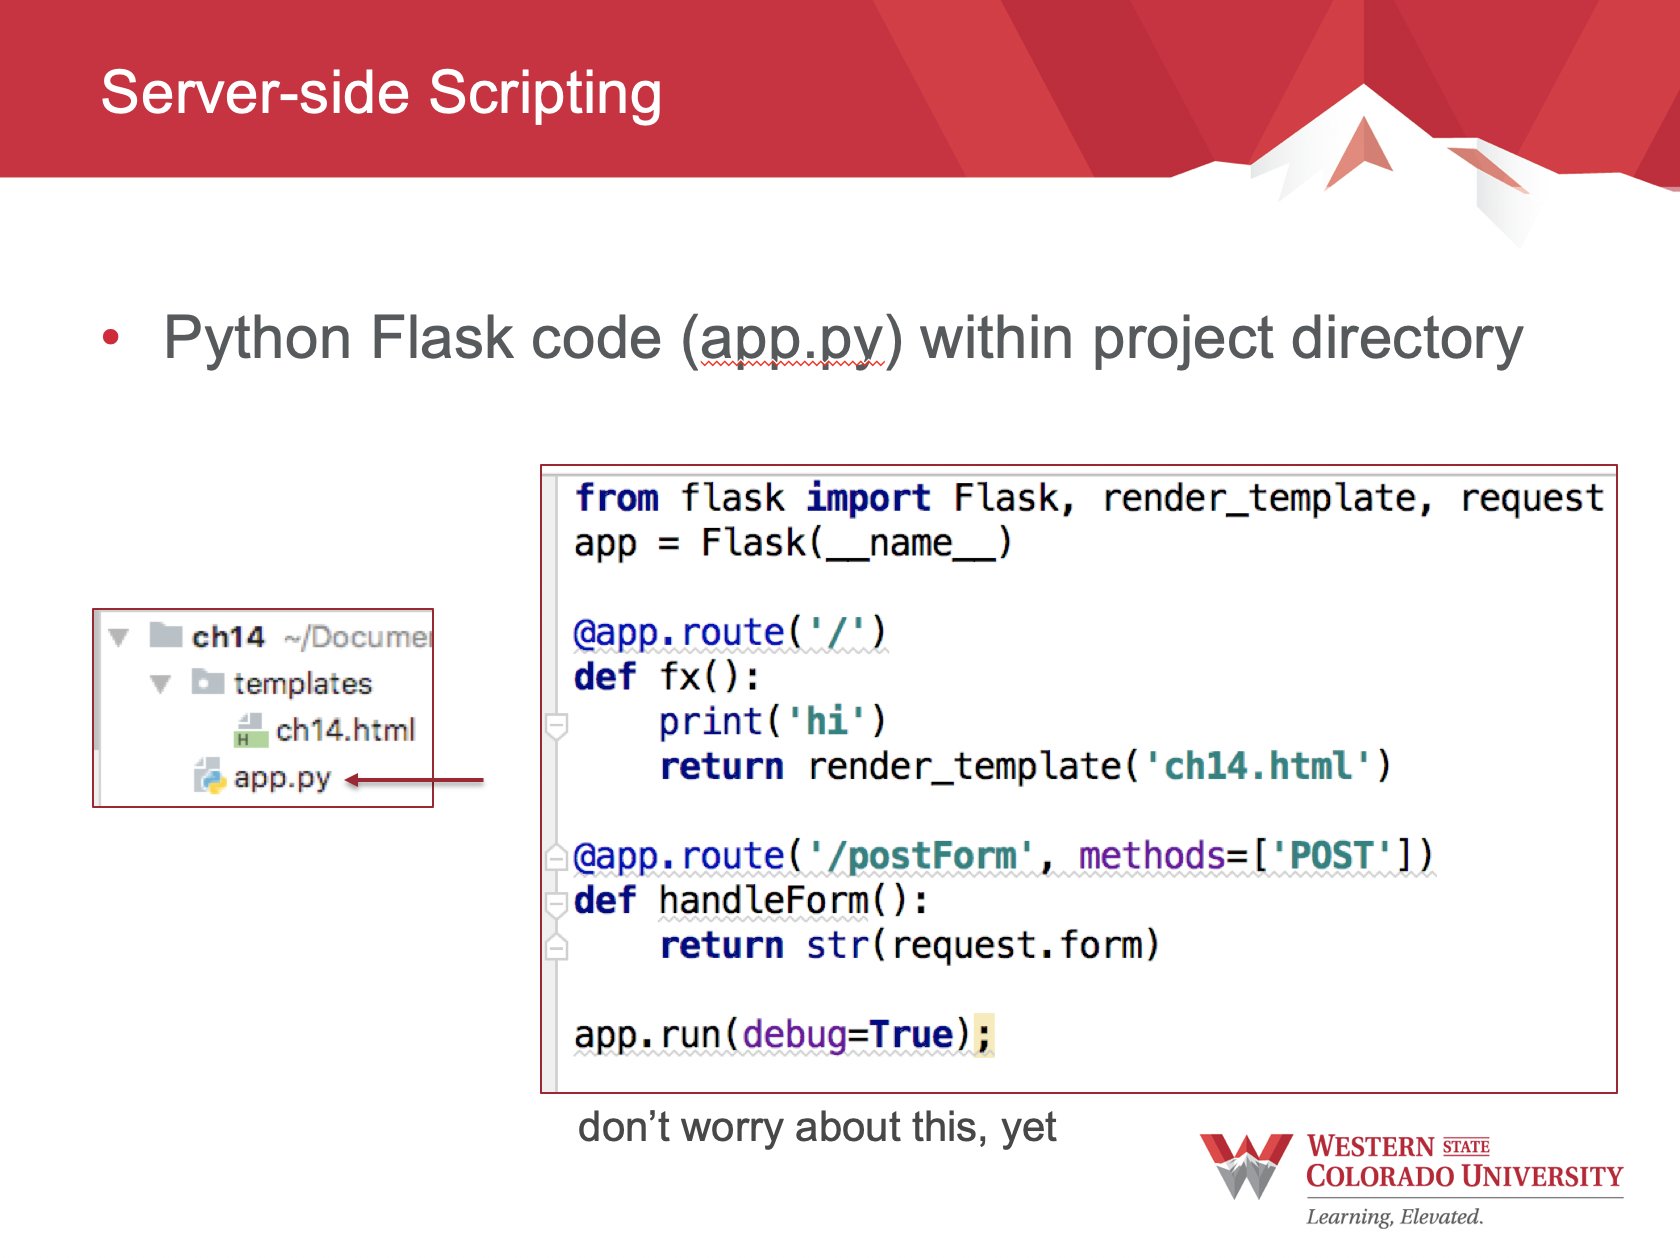 Server-side Scripting
• Python Flask code (app.py) within project directory
ch14 ~/Documen
templates
ch14.html
app.py
from flask import Flask, render_template, request
app = Flask(__name__)
@app.route('/')
def fx():
    print('hi')
    return render_template('ch14.html')
@app.route('/postForm', methods=['POST'])
def handleForm():
    return str(request.form)
app.run(debug=True);
don’t worry about this, yet
WESTERN STATE
COLORADO UNIVERSITY
Learning, Elevated.